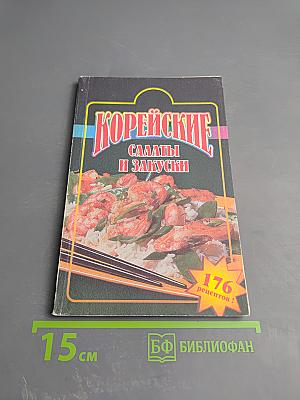 КОРЕЙСКИЕ
САЛАТЫ
И ЗАКУСКИ
176
рецептов!
15 см
БФ БИБЛИОФАН